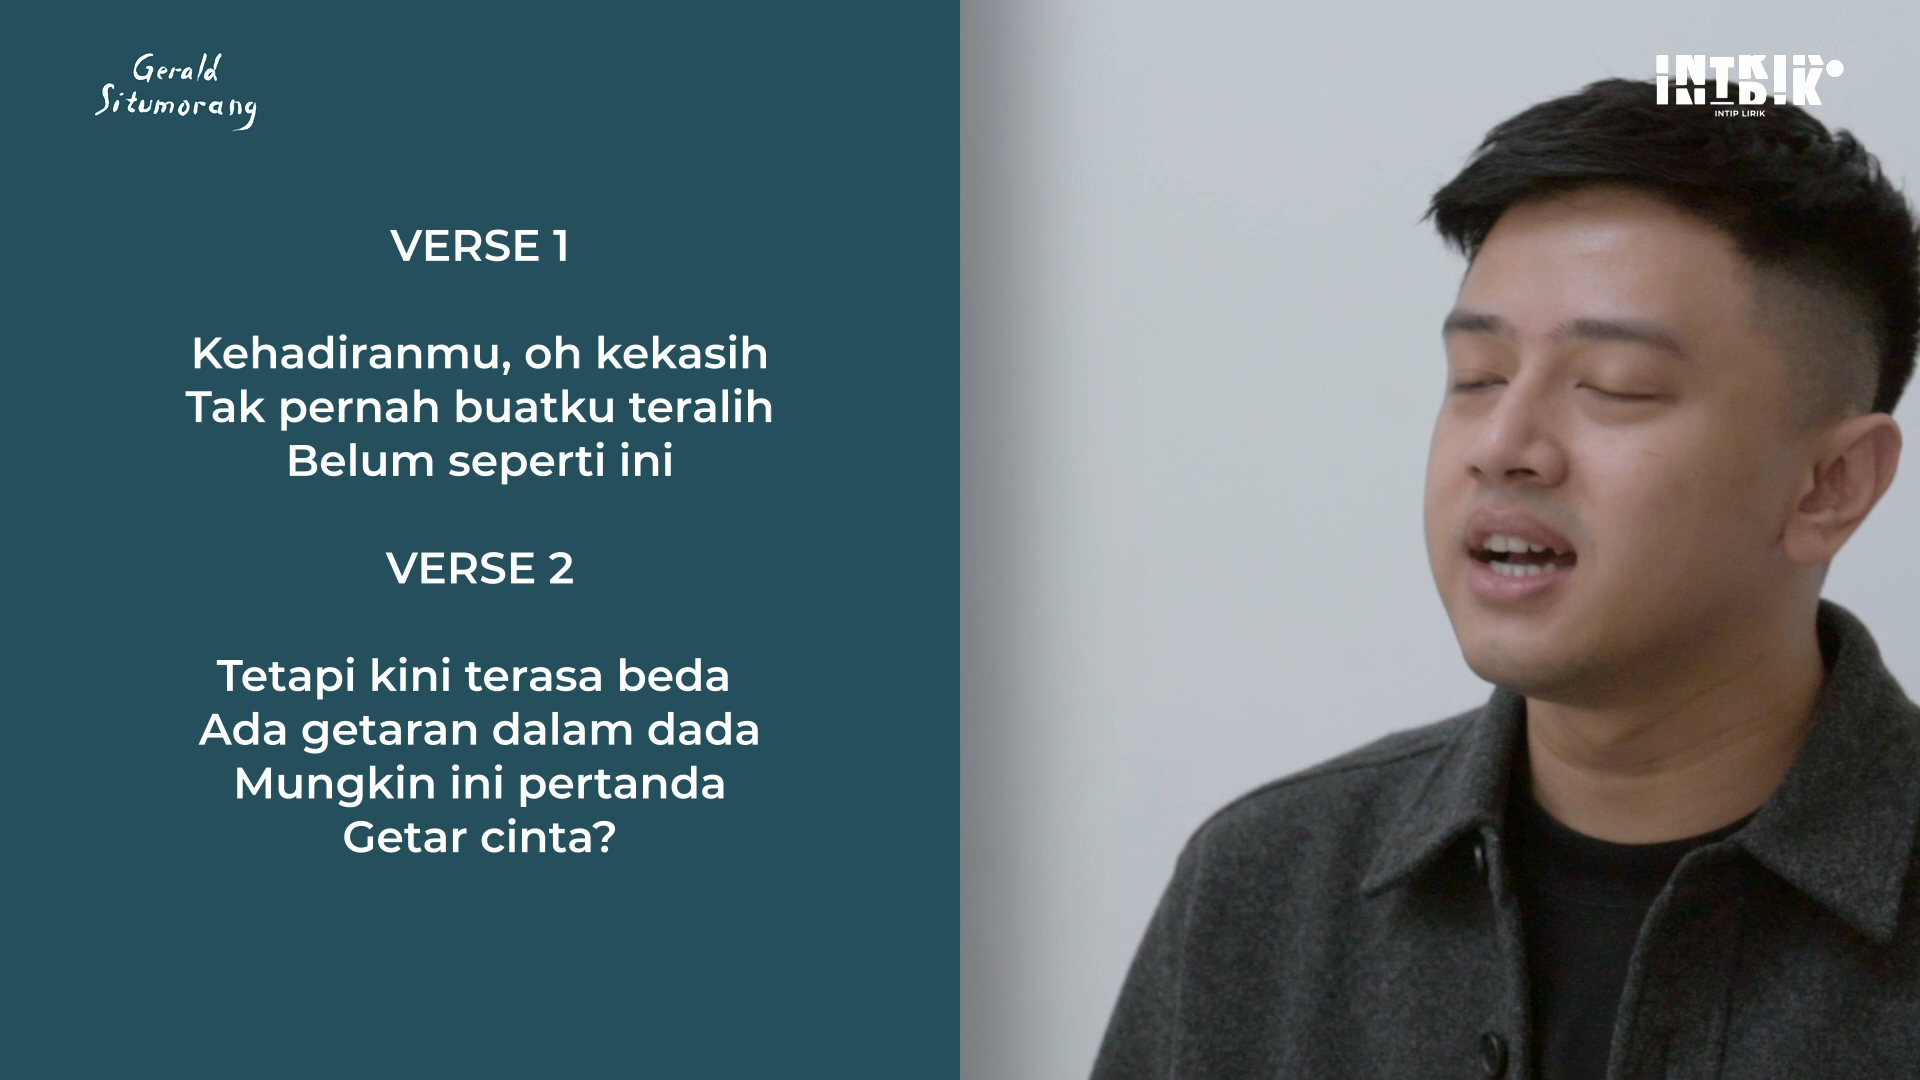 Gerald
Situmorang
INTRIK
INTIP LIRIK
VERSE 1
Kehadiranmu, oh kekasih
Tak pernah buatku teralih
Belum seperti ini
VERSE 2
Tetapi kini terasa beda
Ada getaran dalam dada
Mungkin ini pertanda
Getar cinta?